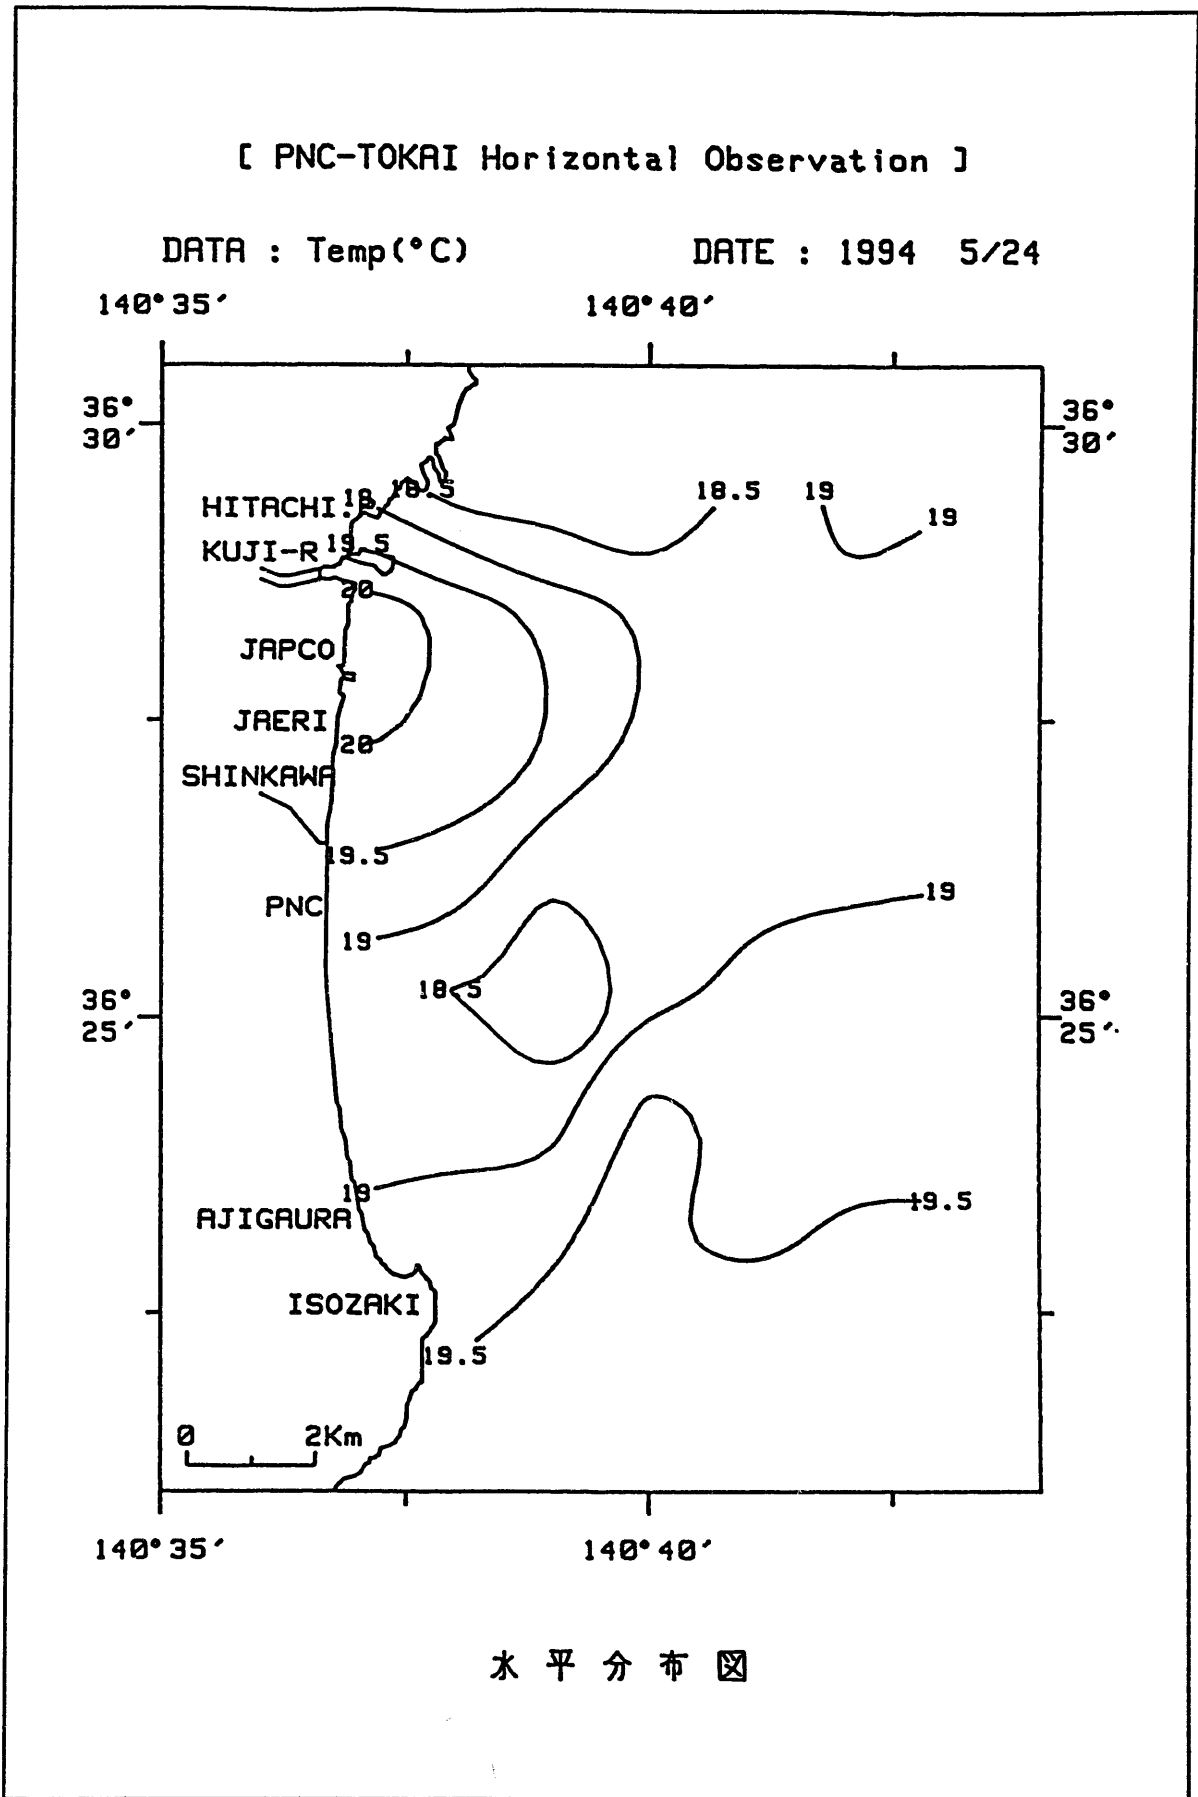 [ PNC-TOKAI Horizontal Observation ]
DATA : Temp(°C) DATE : 1994 5/24
140°35′ 140°40′
36° 30′
36° 30′
18.5 18.5 19
19
HITACHI.P
KUJI-R 19.5
20
JAPCO
JAERI
20
SHINKAWA
19.5
PNC
19
19
18.5
36° 25′
36° 25′
19
AJIGAURA
19.5
ISOZAKI
19.5
0 2Km
140°35′ 140°40′
水平分布図